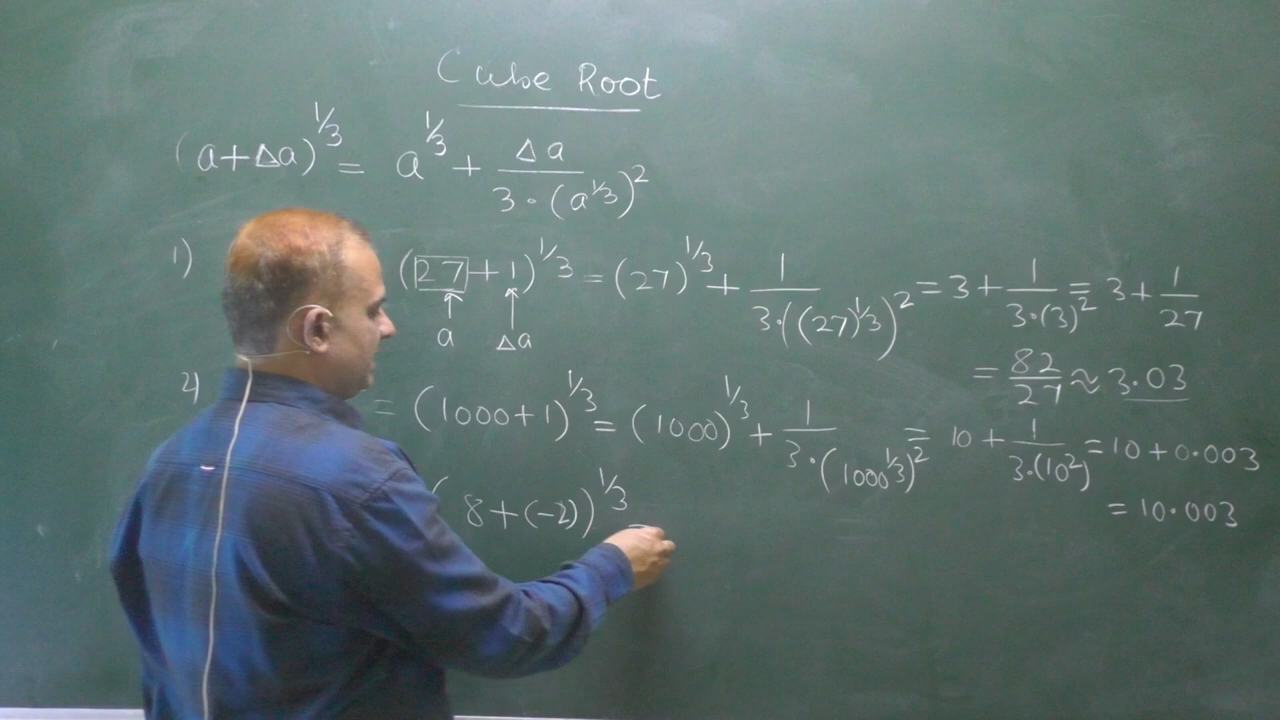 Cube Root
(a+Δa)^1/3 = a^1/3 + Δa / 3·(a^1/3)^2
1) (27+1)^1/3 = (27)^1/3 + 1 / 3·((27)^1/3)^2 = 3 + 1 / 3·(3)^2 = 3 + 1/27
a Δa
= 82/27 ≈ 3.03
2) = (1000+1)^1/3 = (1000)^1/3 + 1 / 3·(1000^1/3)^2 = 10 + 1 / 3·(10^2) = 10 + 0.003
= 10.003
(8+(-2))^1/3 =